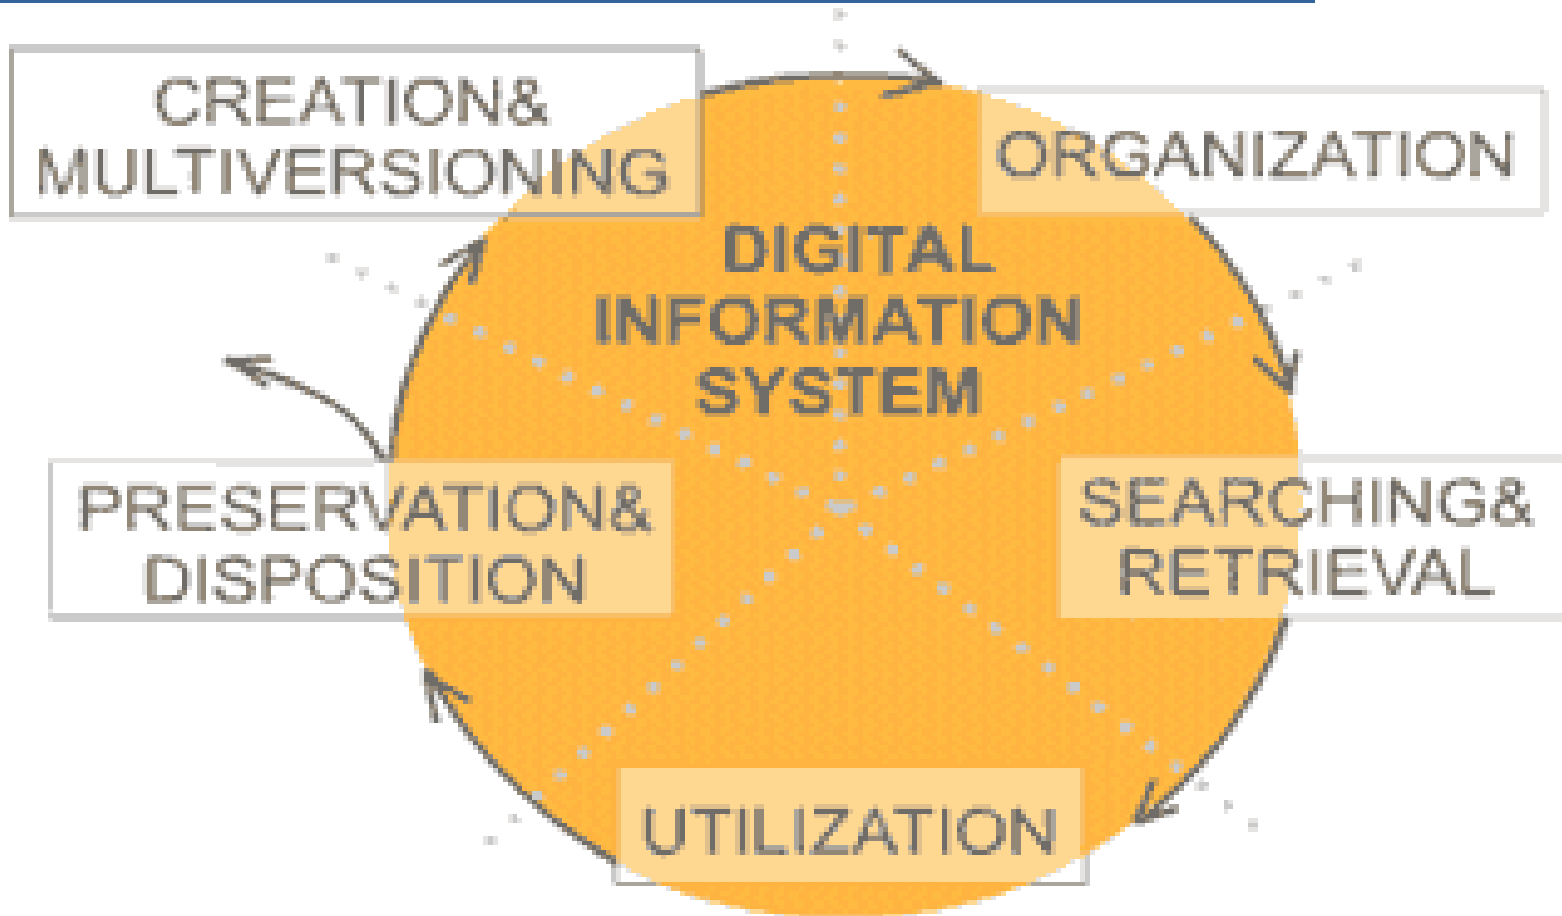 CREATION&
MULTIVERSIONING
ORGANIZATION
DIGITAL
INFORMATION
SYSTEM
PRESERVATION&
DISPOSITION
SEARCHING&
RETRIEVAL
UTILIZATION